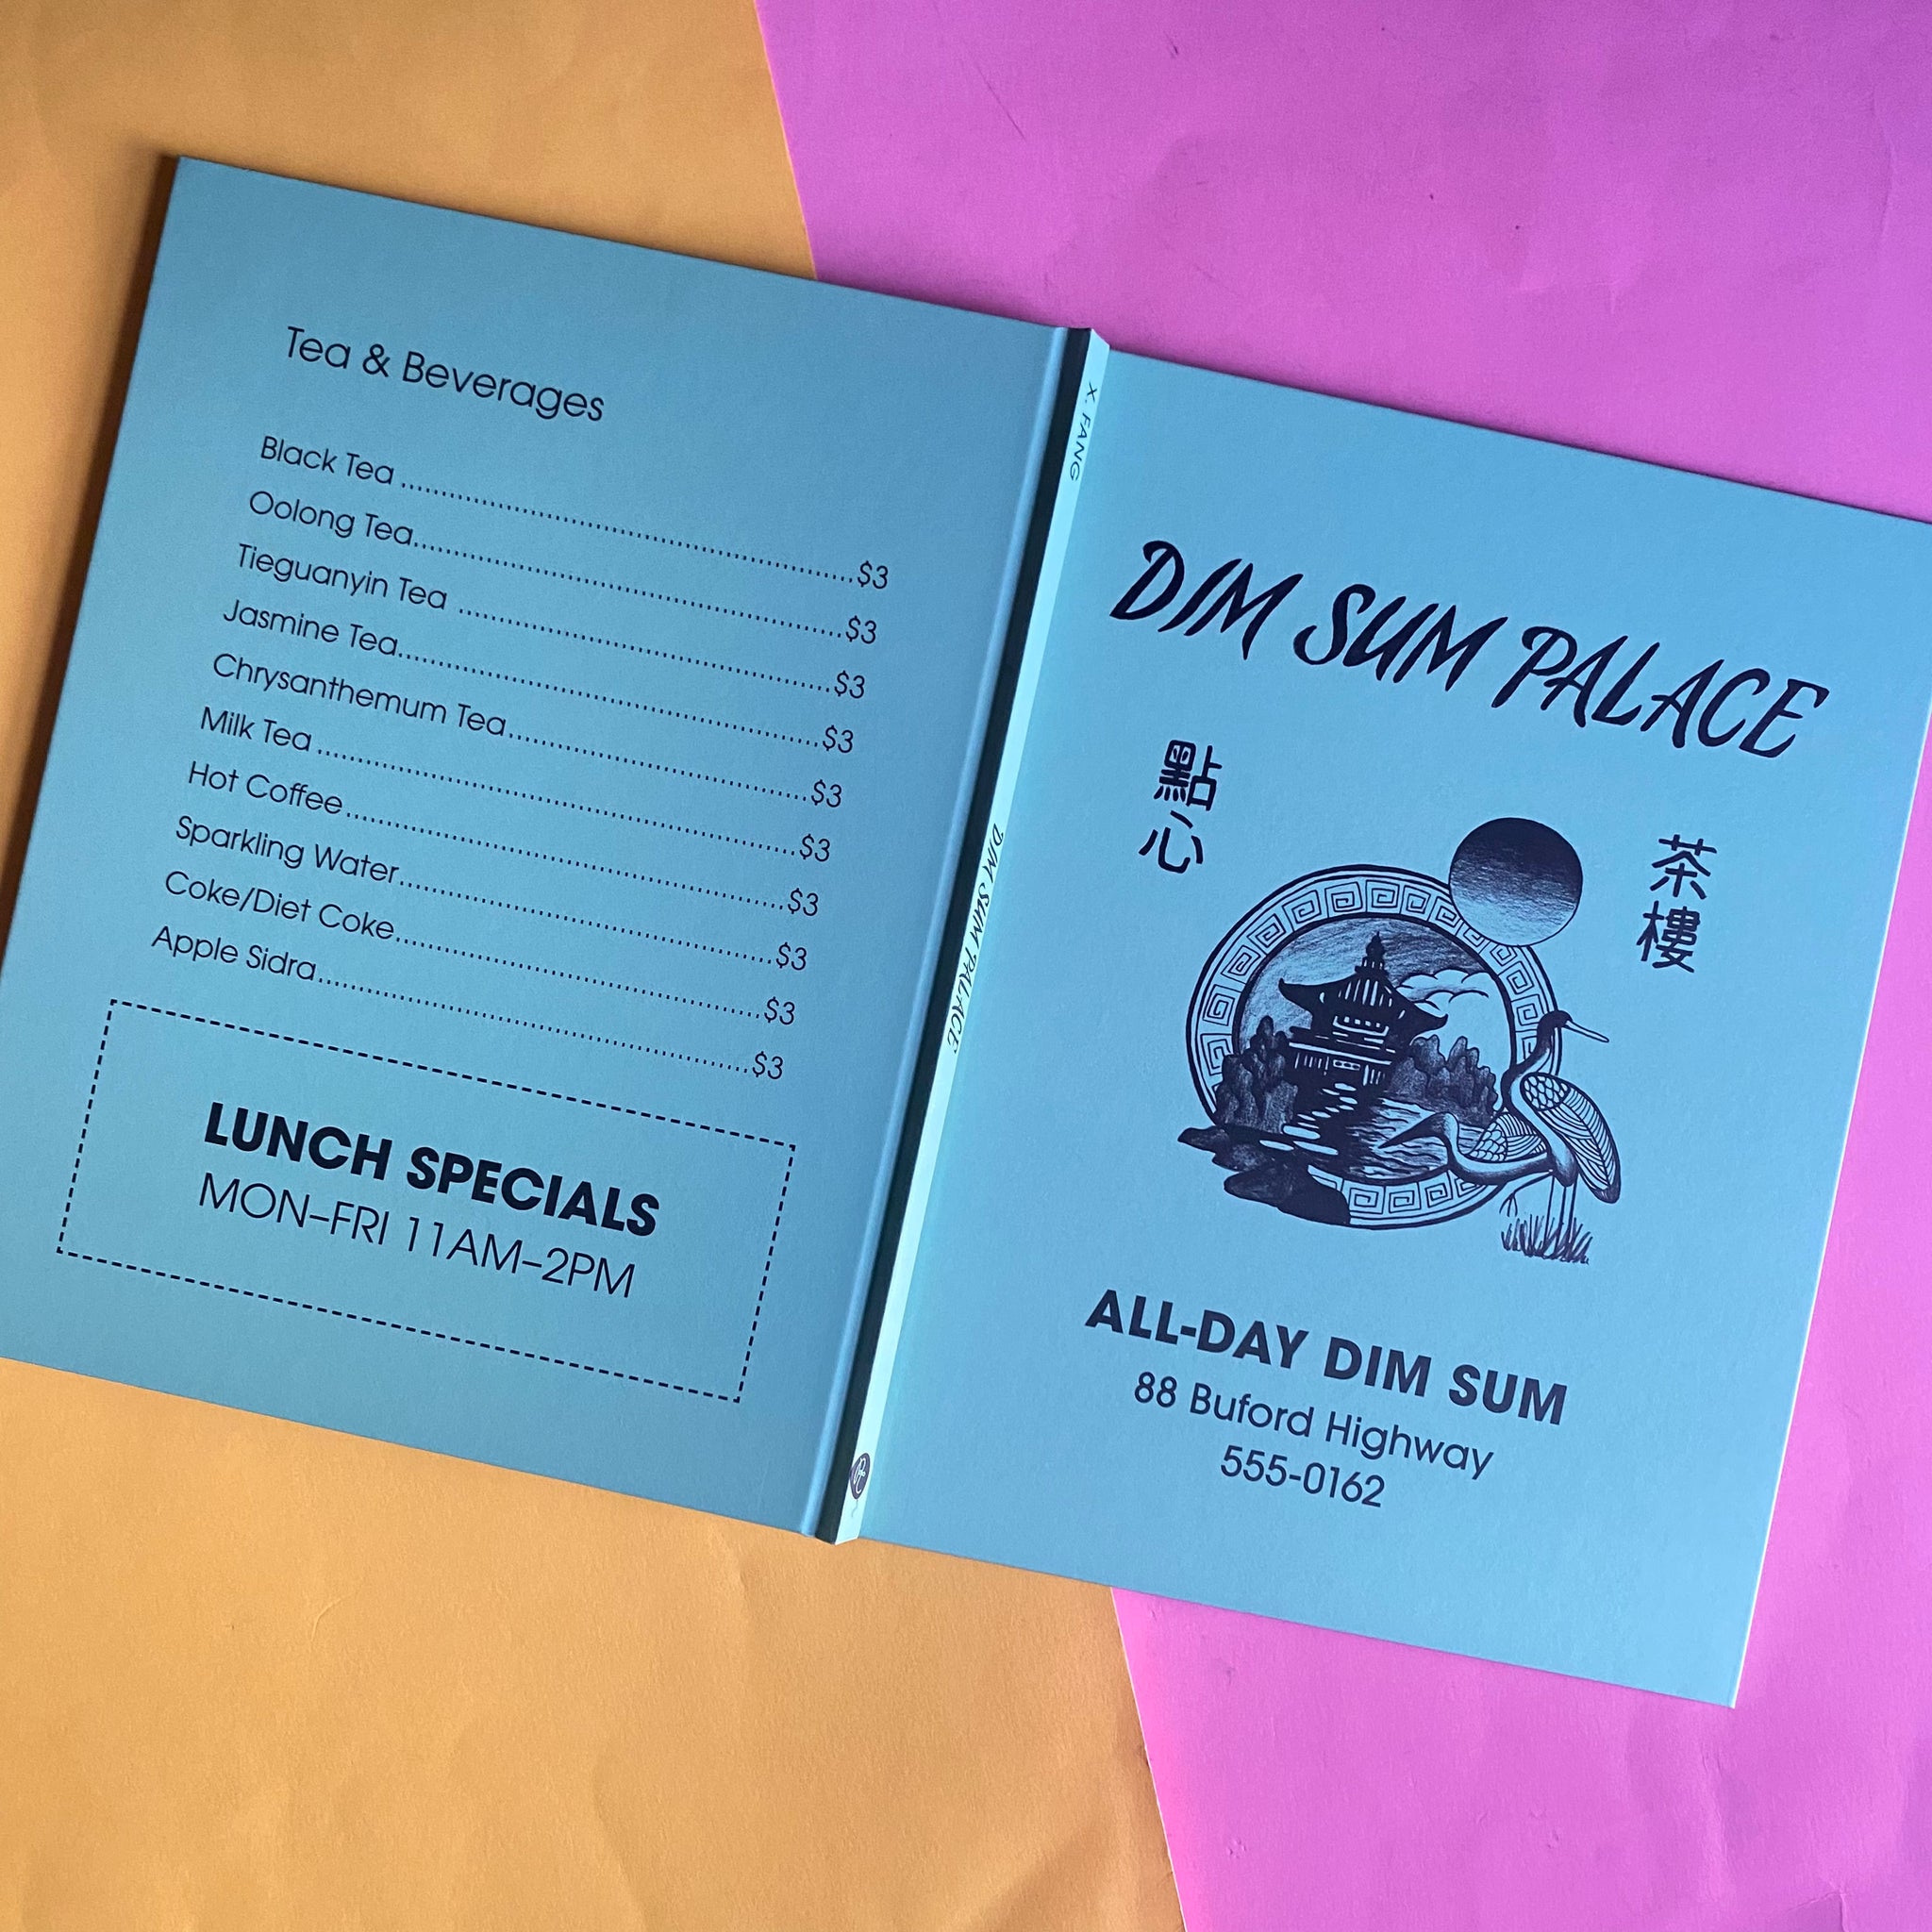 Tea & Beverages
Black Tea ........................................................$3
Oolong Tea......................................................$3
Tieguanyin Tea ...............................................$3
Jasmine Tea.....................................................$3
Chrysanthemum Tea......................................$3
Milk Tea ............................................................$3
Hot Coffee.......................................................$3
Sparkling Water...............................................$3
Coke/Diet Coke..............................................$3
Apple Sidra......................................................$3
LUNCH SPECIALS
MON–FRI 11AM–2PM
X. FANG
DIM SUM PALACE
DIM SUM PALACE
點心
茶樓
ALL-DAY DIM SUM
88 Buford Highway
555-0162